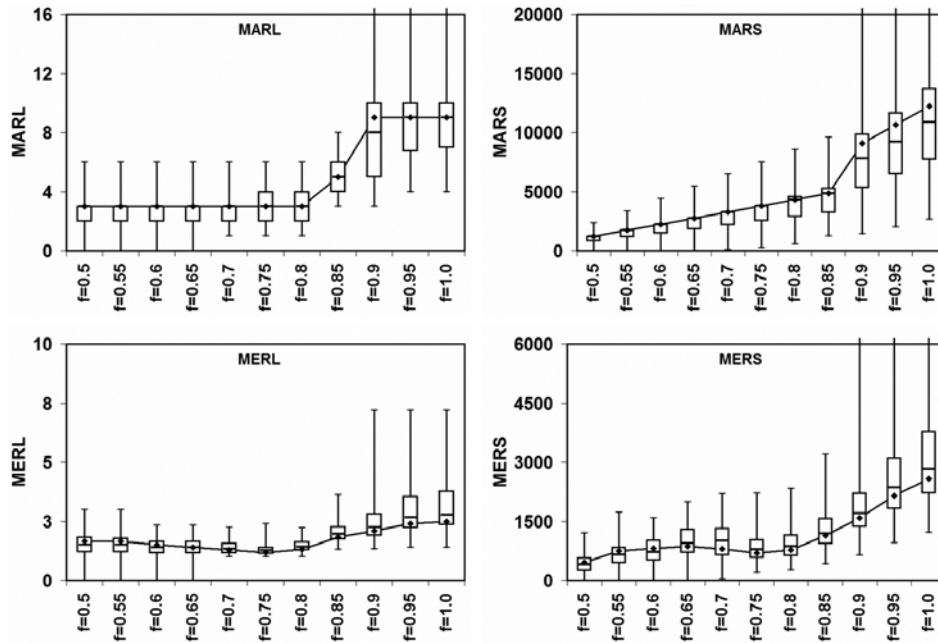 MARL
MARL
16
12
8
4
0
f=0.5
f=0.55
f=0.6
f=0.65
f=0.7
f=0.75
f=0.8
f=0.85
f=0.9
f=0.95
f=1.0
MARS
MARS
20000
15000
10000
5000
0
f=0.5
f=0.55
f=0.6
f=0.65
f=0.7
f=0.75
f=0.8
f=0.85
f=0.9
f=0.95
f=1.0
MERL
MERL
10
8
5
3
0
f=0.5
f=0.55
f=0.6
f=0.65
f=0.7
f=0.75
f=0.8
f=0.85
f=0.9
f=0.95
f=1.0
MERS
MERS
6000
4500
3000
1500
0
f=0.5
f=0.55
f=0.6
f=0.65
f=0.7
f=0.75
f=0.8
f=0.85
f=0.9
f=0.95
f=1.0